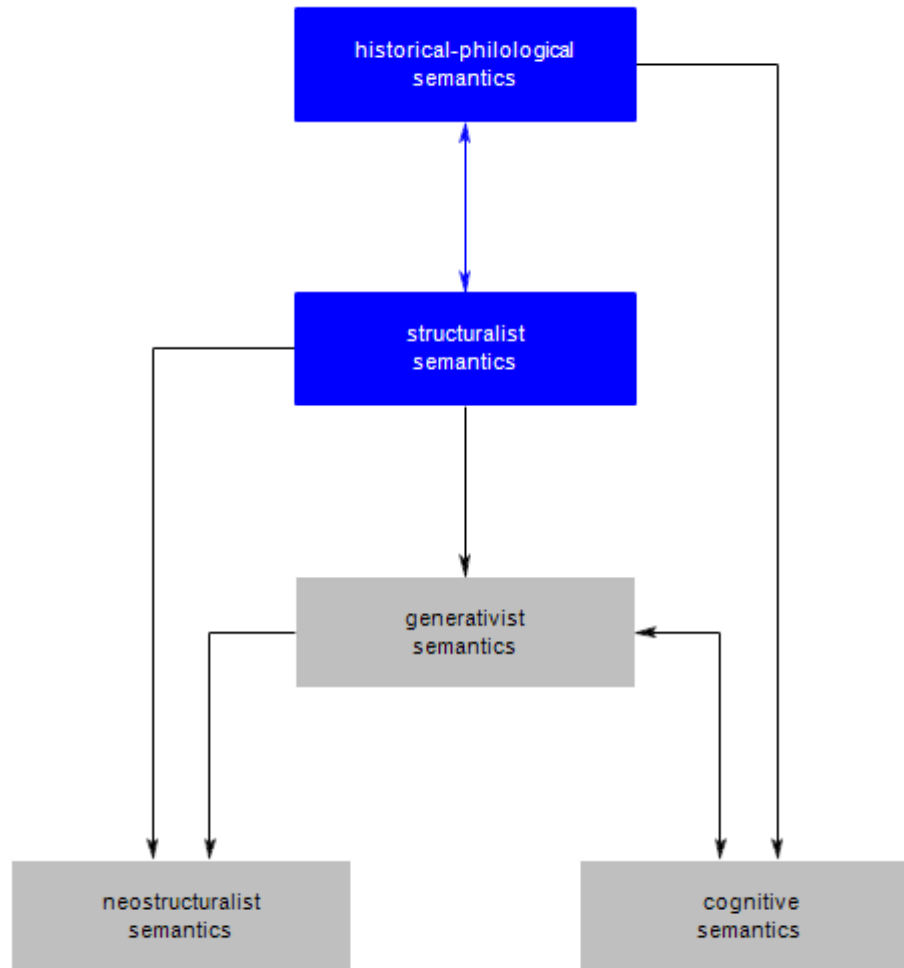 historical-philological
semantics
structuralist
semantics
generativist
semantics
neostructuralist
semantics
cognitive
semantics